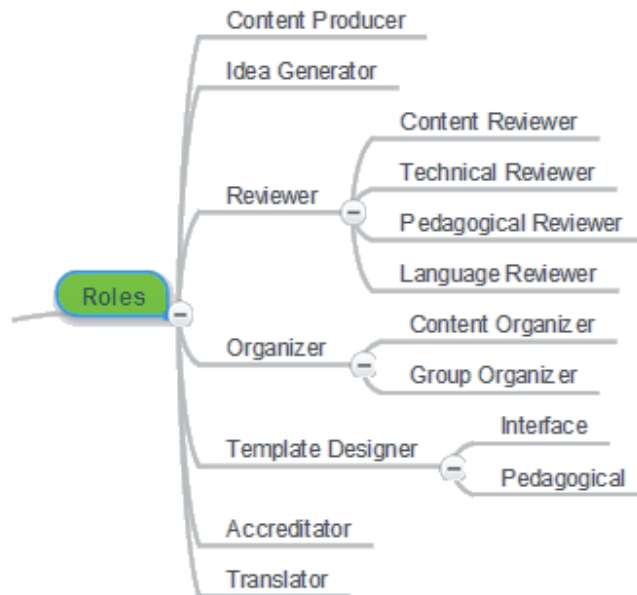 Content Producer
Idea Generator
Content Reviewer
Technical Reviewer
Reviewer
Pedagogical Reviewer
Language Reviewer
Roles
Content Organizer
Organizer
Group Organizer
Interface
Template Designer
Pedagogical
Accreditator
Translator